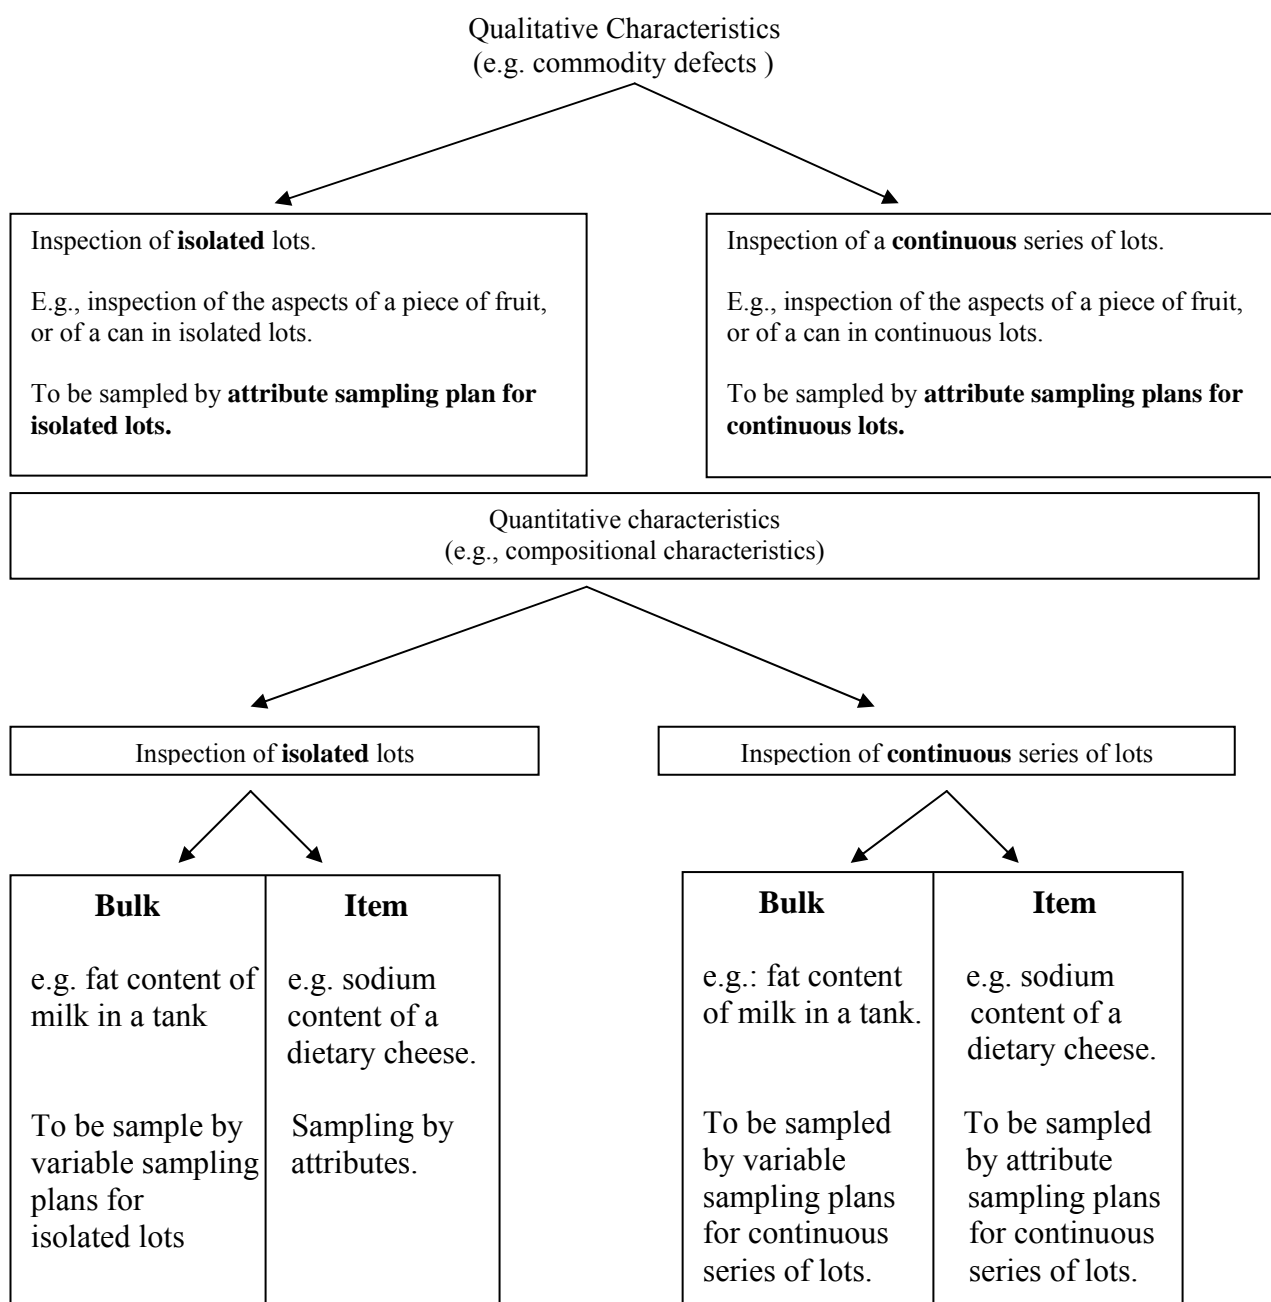 Qualitative Characteristics
(e.g. commodity defects )
Inspection of isolated lots.
E.g., inspection of the aspects of a piece of fruit,
or of a can in isolated lots.
To be sampled by attribute sampling plan for
isolated lots.
Inspection of a continuous series of lots.
E.g., inspection of the aspects of a piece of fruit,
or of a can in continuous lots.
To be sampled by attribute sampling plans for
continuous lots.
Quantitative characteristics
(e.g., compositional characteristics)
Inspection of isolated lots
Inspection of continuous series of lots
Bulk
e.g. fat content of
milk in a tank
To be sample by
variable sampling
plans for
isolated lots
Item
e.g. sodium
content of a
dietary cheese.
Sampling by
attributes.
Bulk
e.g.: fat content
of milk in a tank.
To be sampled
by variable
sampling plans
for continuous
series of lots.
Item
e.g. sodium
content of a
dietary cheese.
To be sampled
by attribute
sampling plans
for continuous
series of lots.